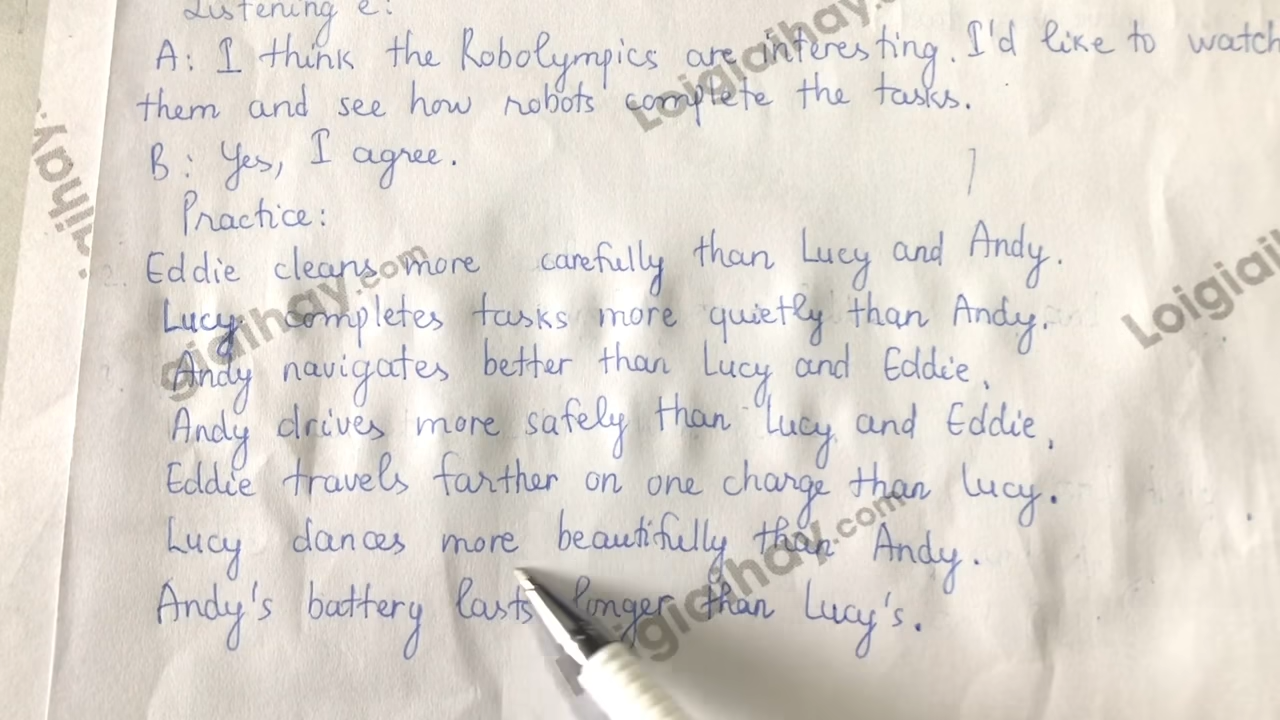 Listening e:
A: I think the Robolympics are interesting. I'd like to watch
them and see how robots complete the tasks.
B: Yes, I agree.
Practice:
Eddie cleans more carefully than Lucy and Andy.
Lucy completes tasks more quietly than Andy.
Andy navigates better than Lucy and Eddie.
Andy drives more safely than Lucy and Eddie.
Eddie travels farther on one charge than Lucy.
Lucy dances more beautifully than Andy.
Andy's battery lasts longer than Lucy's.
Loigiaihay.com
Loigiaihay.com